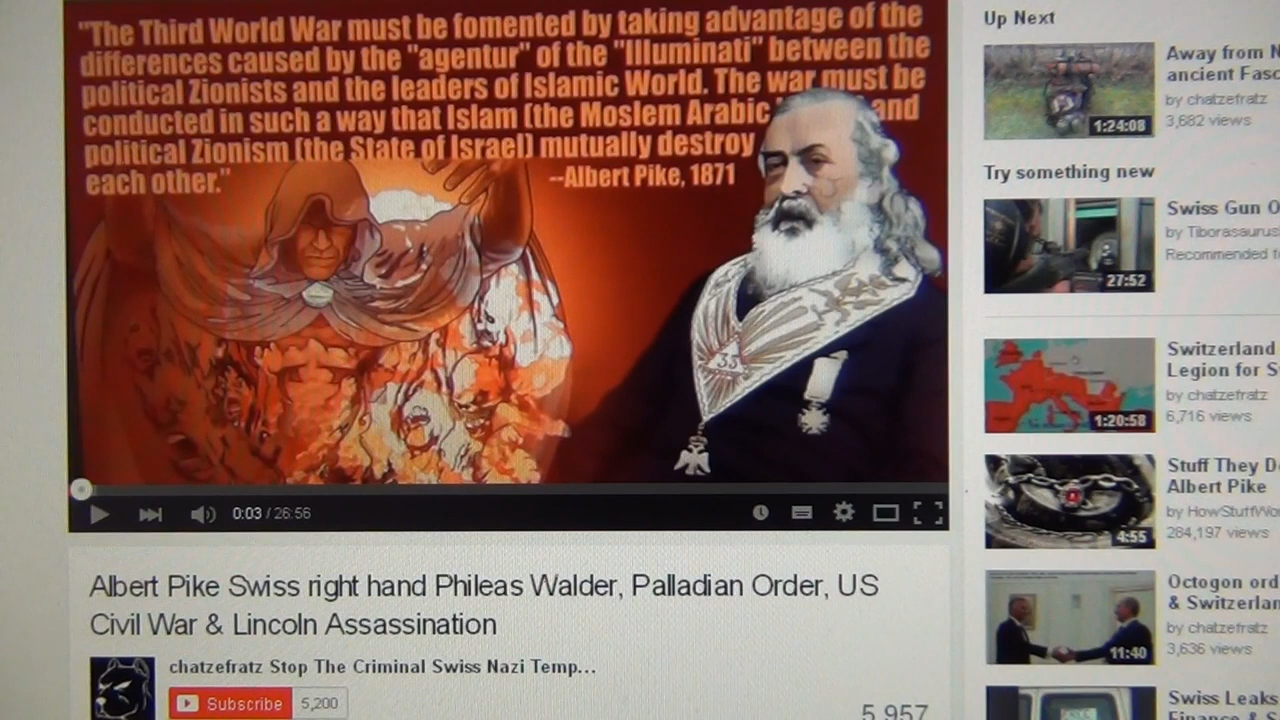 "The Third World War must be fomented by taking advantage of the
differences caused by the "agentur" of the "Illuminati" between the
political Zionists and the leaders of Islamic World. The war must be
conducted in such a way that Islam (the Moslem Arabic and
political Zionism (the State of Israel) mutually destroy
each other."
--Albert Pike, 1871
33
0:03 / 26:56
Albert Pike Swiss right hand Phileas Walder, Palladian Order, US
Civil War & Lincoln Assassination
chatzefratz Stop The Criminal Swiss Nazi Temp...
Subscribe 5,200
5,957
Up Next
Away from N
ancient Fasc
by chatzefratz
3,682 views
1:24:08
Try something new
Swiss Gun O
by Tiborasaurus
Recommended fo
27:52
Switzerland
Legion for S
by chatzefratz
6,716 views
1:20:58
Stuff They Do
Albert Pike
by HowStuffWo
284,197 views
4:55
Octogon ord
& Switzerlan
by chatzefratz
3,636 views
11:40
Swiss Leaks
Finance & S